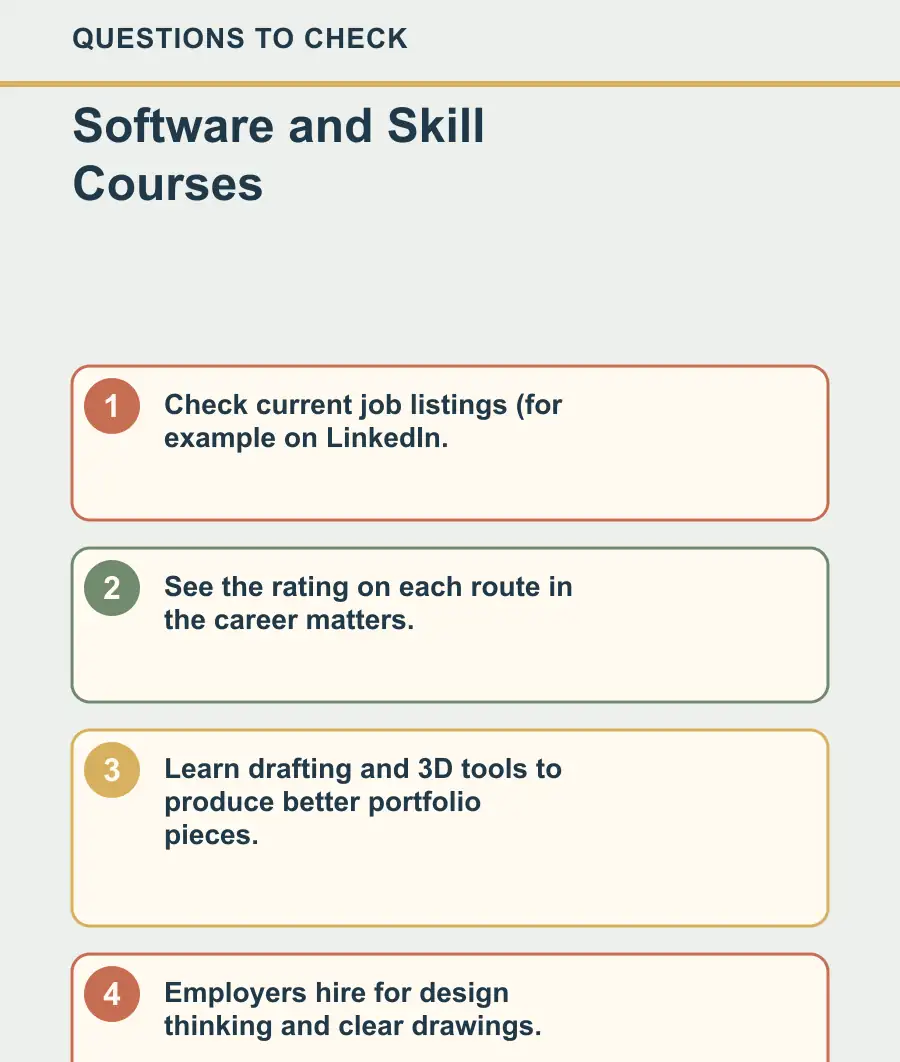 QUESTIONS TO CHECK
Software and Skill
Courses
1
Check current job listings (for
example on LinkedIn.
2
See the rating on each route in
the career matters.
3
Learn drafting and 3D tools to
produce better portfolio
pieces.
4
Employers hire for design
thinking and clear drawings.